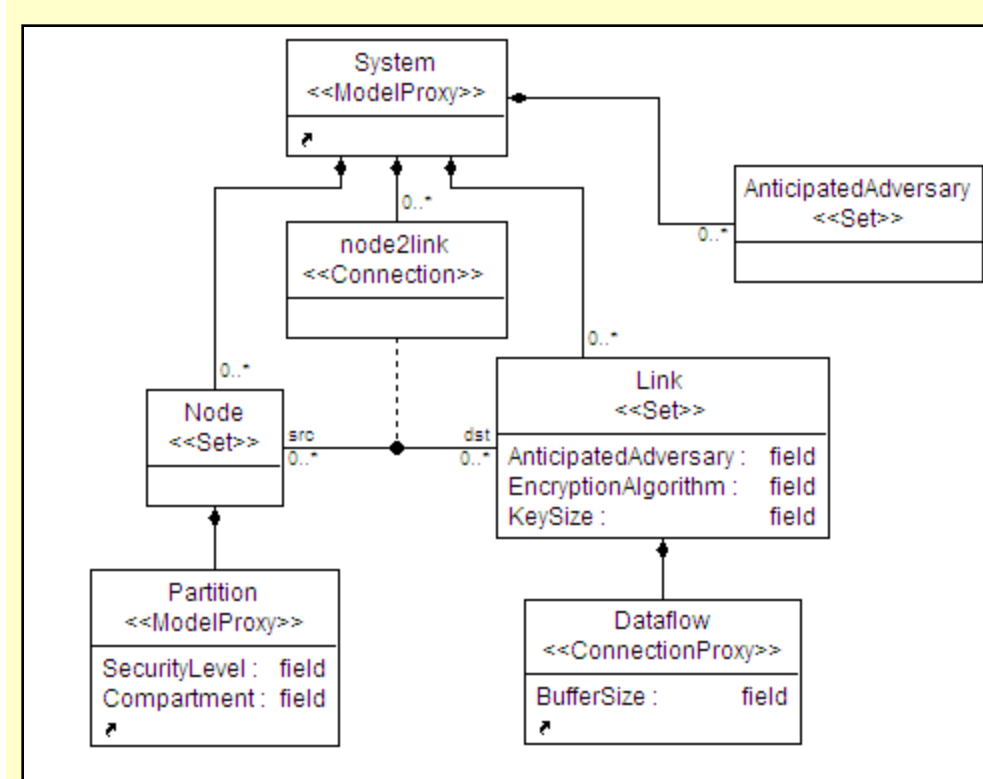 System
<<ModelProxy>>
AnticipatedAdversary
<<Set>>
0..*
0..*
node2link
<<Connection>>
0..*
0..*
Node
<<Set>>
src
0..*
dst
0..*
Link
<<Set>>
AnticipatedAdversary : field
EncryptionAlgorithm : field
KeySize : field
Partition
<<ModelProxy>>
SecurityLevel : field
Compartment : field
Dataflow
<<ConnectionProxy>>
BufferSize : field